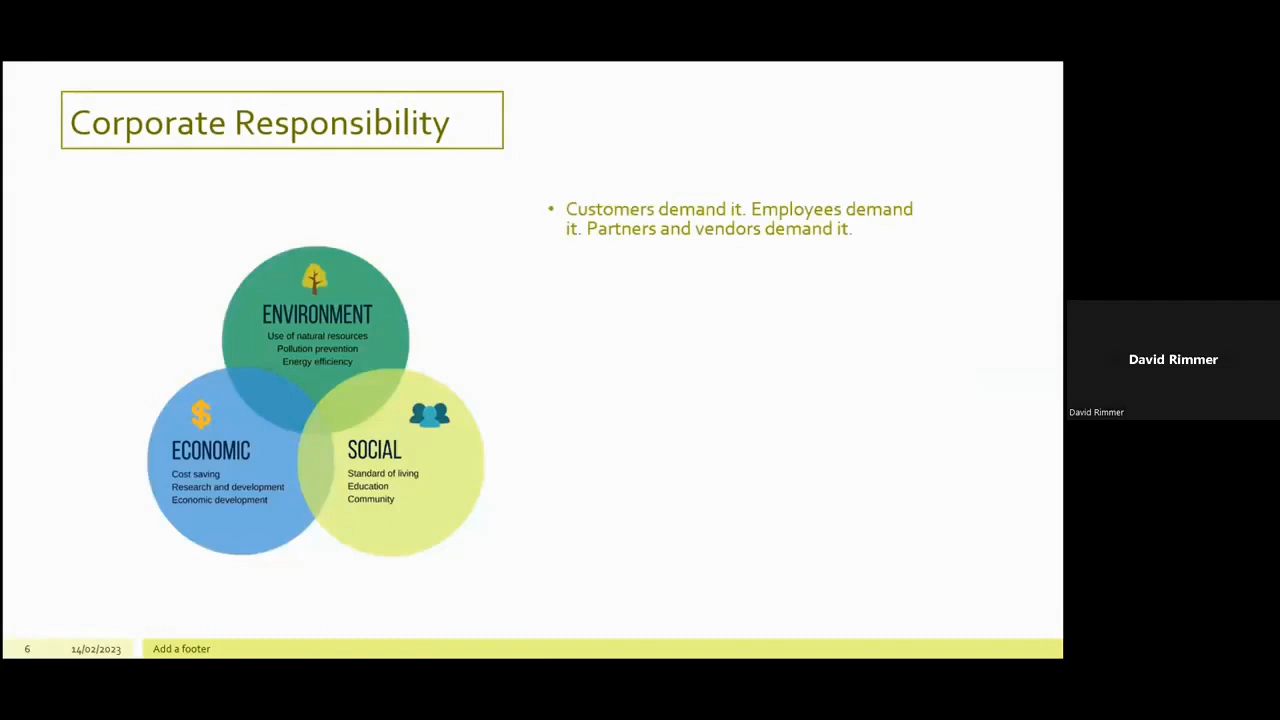 Corporate Responsibility
• Customers demand it. Employees demand
it. Partners and vendors demand it.
ENVIRONMENT
Use of natural resources
Pollution prevention
Energy efficiency
ECONOMIC
Cost saving
Research and development
Economic development
SOCIAL
Standard of living
Education
Community
David Rimmer
David Rimmer
6
14/02/2023
Add a footer